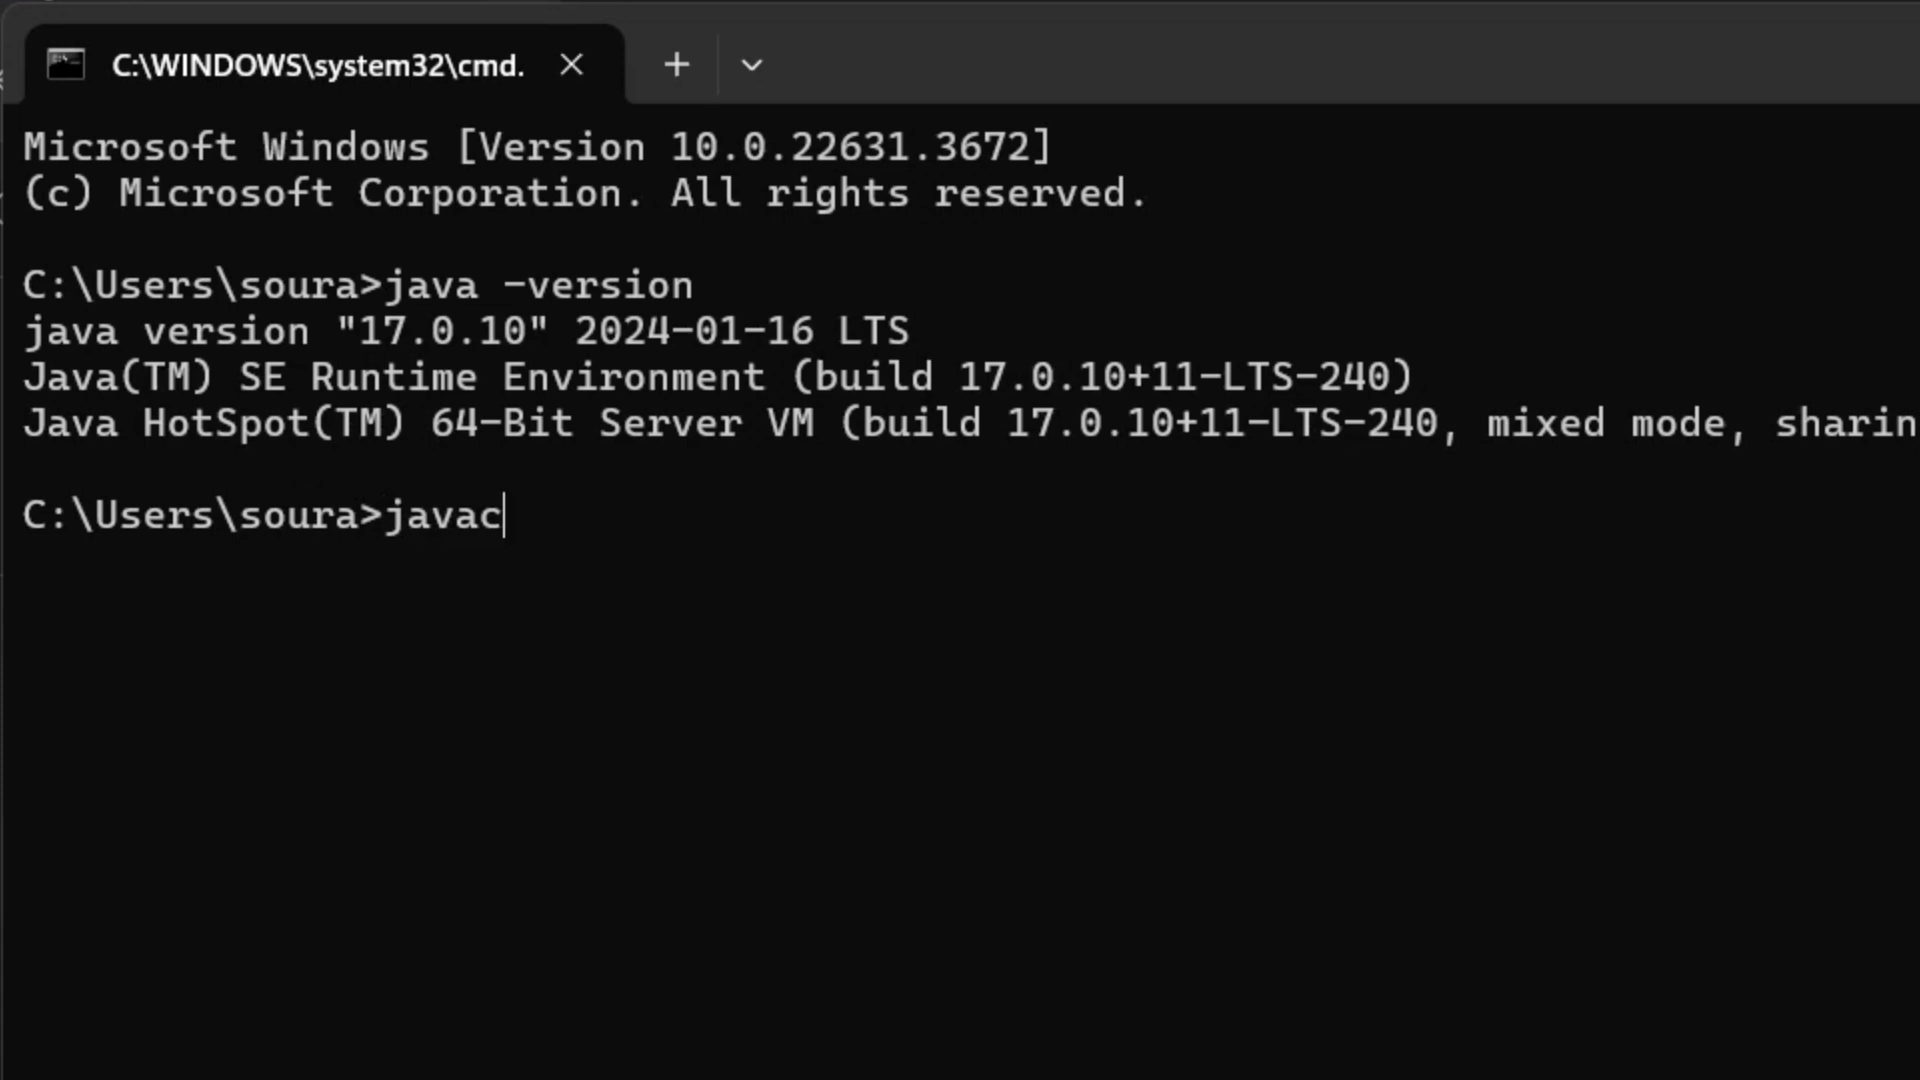 C:\WINDOWS\system32\cmd.
Microsoft Windows [Version 10.0.22631.3672]
(c) Microsoft Corporation. All rights reserved.
C:\Users\soura>java -version
java version "17.0.10" 2024-01-16 LTS
Java(TM) SE Runtime Environment (build 17.0.10+11-LTS-240)
Java HotSpot(TM) 64-Bit Server VM (build 17.0.10+11-LTS-240, mixed mode, sharin
C:\Users\soura>javac